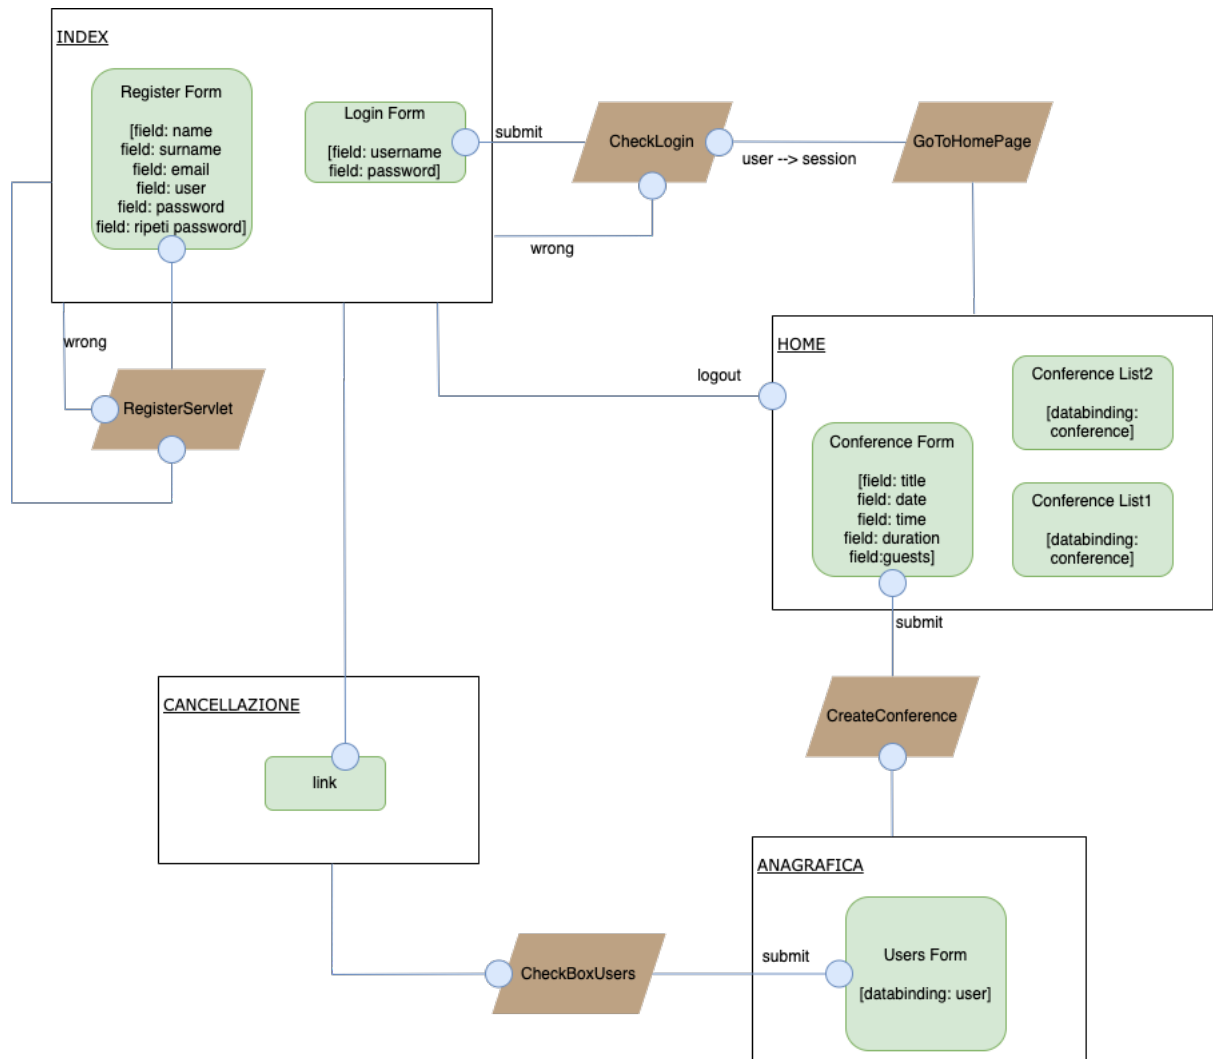 INDEX
Register Form
[field: name
field: surname
field: email
field: user
field: password
field: ripeti password]
Login Form
[field: username
field: password]
submit
CheckLogin
user --> session
GoToHomePage
wrong
wrong
RegisterServlet
logout
HOME
Conference Form
[field: title
field: date
field: time
field: duration
field:guests]
Conference List2
[databinding:
conference]
Conference List1
[databinding:
conference]
submit
CreateConference
CANCELLAZIONE
link
ANAGRAFICA
Users Form
[databinding: user]
submit
CheckBoxUsers